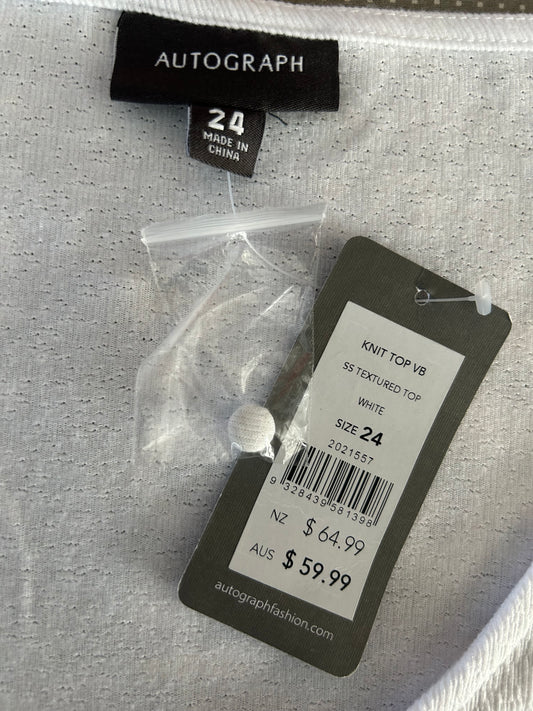 AUTOGRAPH
24
MADE IN
CHINA
KNIT TOP VB
SS TEXTURED TOP
WHITE
SIZE 24
2021557
9 328439 581398
NZ $64.99
AUS $59.99
autographfashion.com